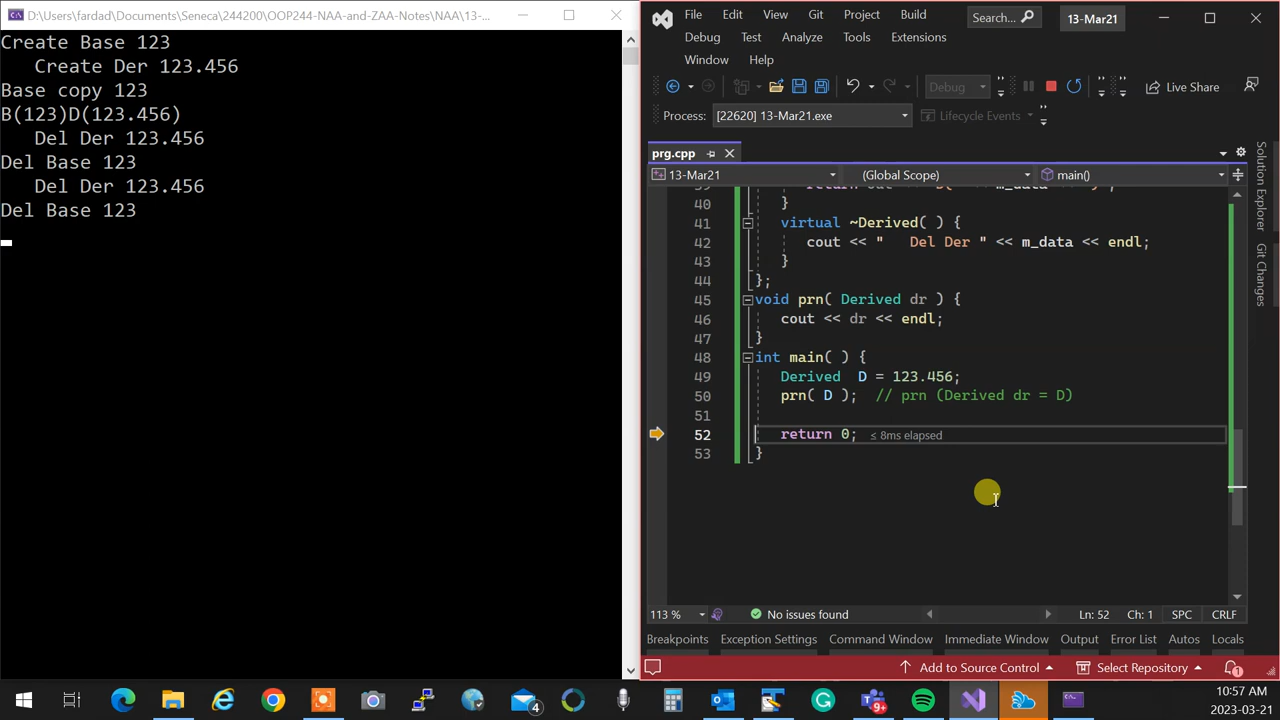 D:\Users\fardad\Documents\Seneca\244200\OOP244-NAA-and-ZAA-Notes\NAA\13-...
Create Base 123
Create Der 123.456
Base copy 123
B(123)D(123.456)
Del Der 123.456
Del Base 123
Del Der 123.456
Del Base 123
File Edit View Git Project Build Search... 13-Mar21
Debug Test Analyze Tools Extensions
Window Help
Debug Live Share
Process: [22620] 13-Mar21.exe Lifecycle Events
prg.cpp
13-Mar21 (Global Scope) main()
40 }
41 virtual ~Derived( ) {
42 cout << "   Del Der " << m_data << endl;
43 }
44 };
45 void prn( Derived dr ) {
46 cout << dr << endl;
47 }
48 int main( ) {
49 Derived  D = 123.456;
50 prn( D );  // prn (Derived dr = D)
51
52 return 0; ≤ 8ms elapsed
53 }
Solution Explorer
Git Changes
113 % No issues found Ln: 52 Ch: 1 SPC CRLF
Breakpoints Exception Settings Command Window Immediate Window Output Error List Autos Locals
Add to Source Control Select Repository 1
4 9+ 10:57 AM
2023-03-21